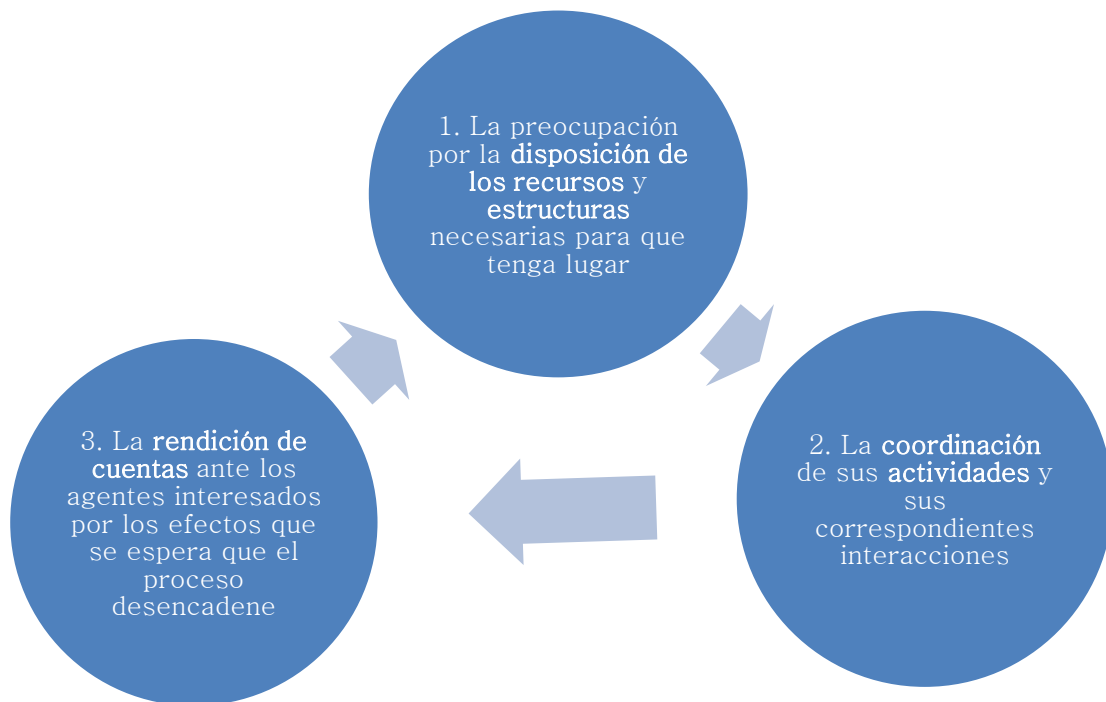 1. La preocupación
por la disposición de
los recursos y
estructuras
necesarias para que
tenga lugar
2. La coordinación
de sus actividades y
sus
correspondientes
interacciones
3. La rendición de
cuentas ante los
agentes interesados
por los efectos que
se espera que el
proceso
desencadene